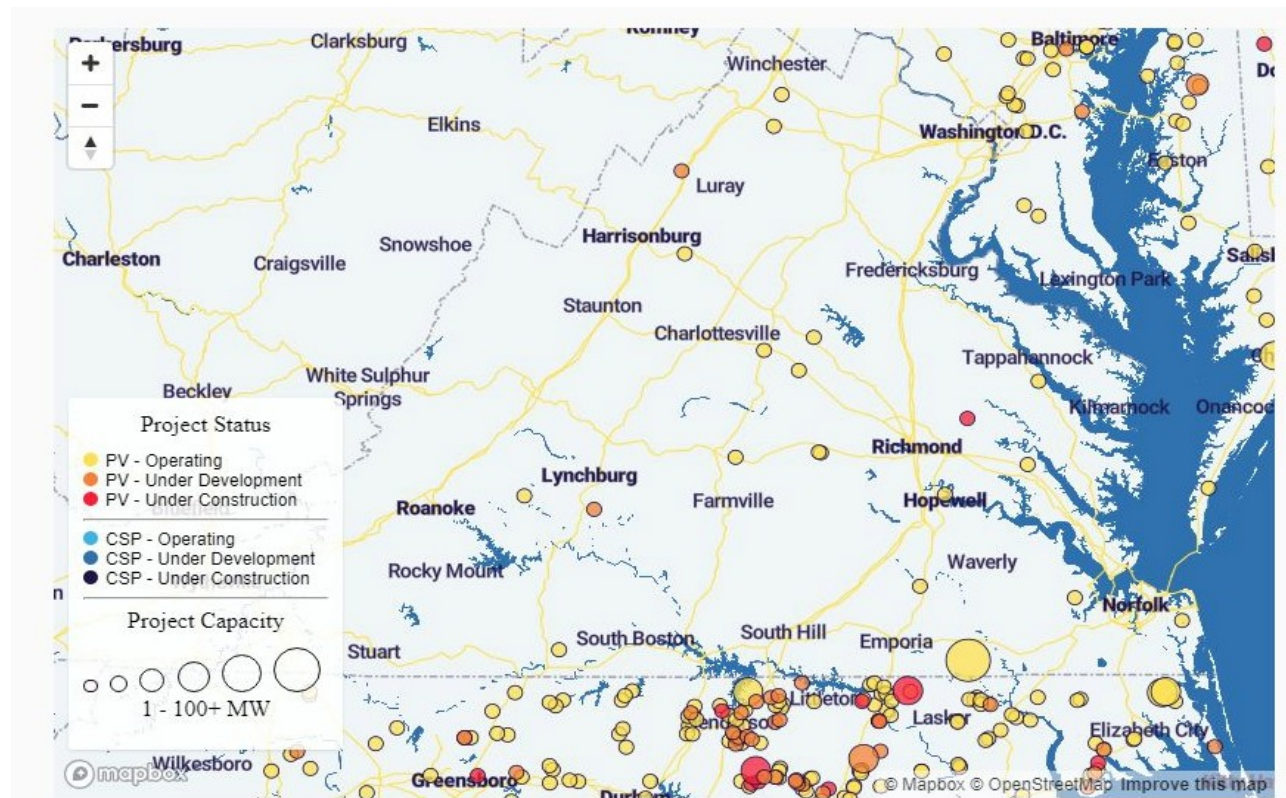 Romney
Parkersburg
Clarksburg
Baltimore
Winchester
Elkins
Washington D.C.
Easton
Luray
Harrisonburg
Snowshoe
Charleston
Craigsville
Fredericksburg
Lexington Park
Staunton
Charlottesville
Tappahannock
White Sulphur
Springs
Beckley
Kilmarnock
Richmond
Lynchburg
Farmville
Roanoke
Hopewell
Waverly
Rocky Mount
Norfolk
South Boston
South Hill
Emporia
Stuart
Littleton
Lasker
Elizabeth City
Wilkesboro
Greensboro
Durham
Project Status
PV - Operating
PV - Under Development
PV - Under Construction
CSP - Operating
CSP - Under Development
CSP - Under Construction
Project Capacity
1 - 100+ MW
mapbox
© Mapbox © OpenStreetMap Improve this map